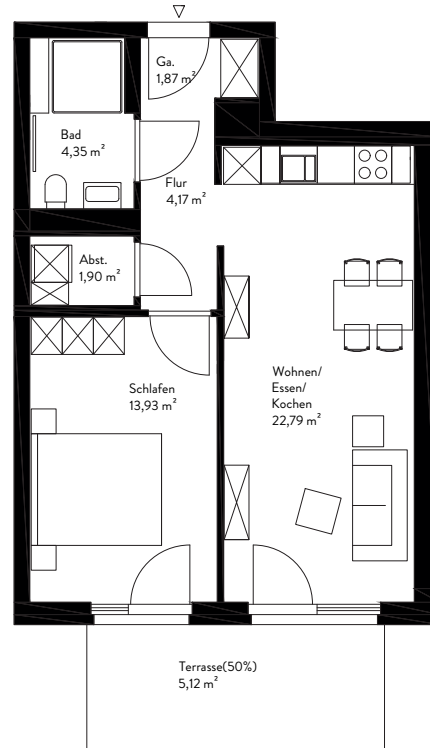 Ga.
1,87 m²
Bad
4,35 m²
Flur
4,17 m²
Abst.
1,90 m²
Schlafen
13,93 m²
Wohnen/
Essen/
Kochen
22,79 m²
Terrasse(50%)
5,12 m²